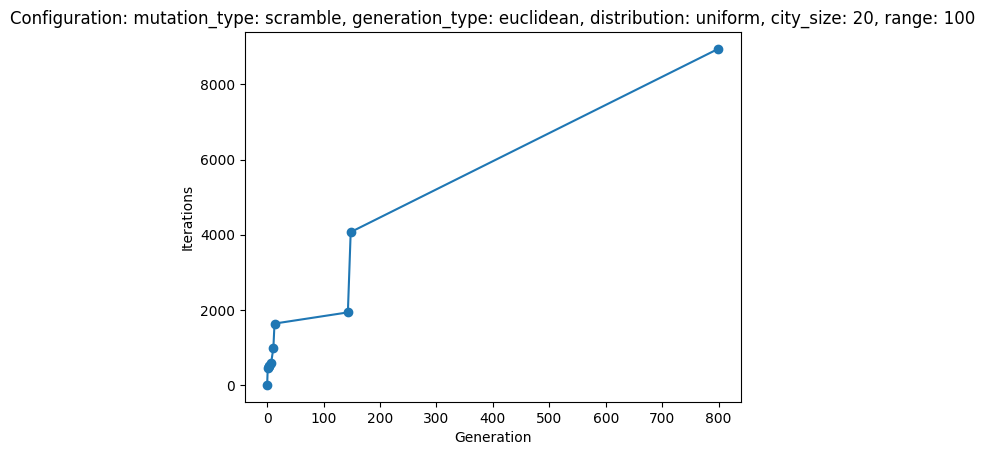 Configuration: mutation_type: scramble, generation_type: euclidean, distribution: uniform, city_size: 20, range: 100
8000
6000
4000
2000
0
Iterations
0 100 200 300 400 500 600 700 800
Generation